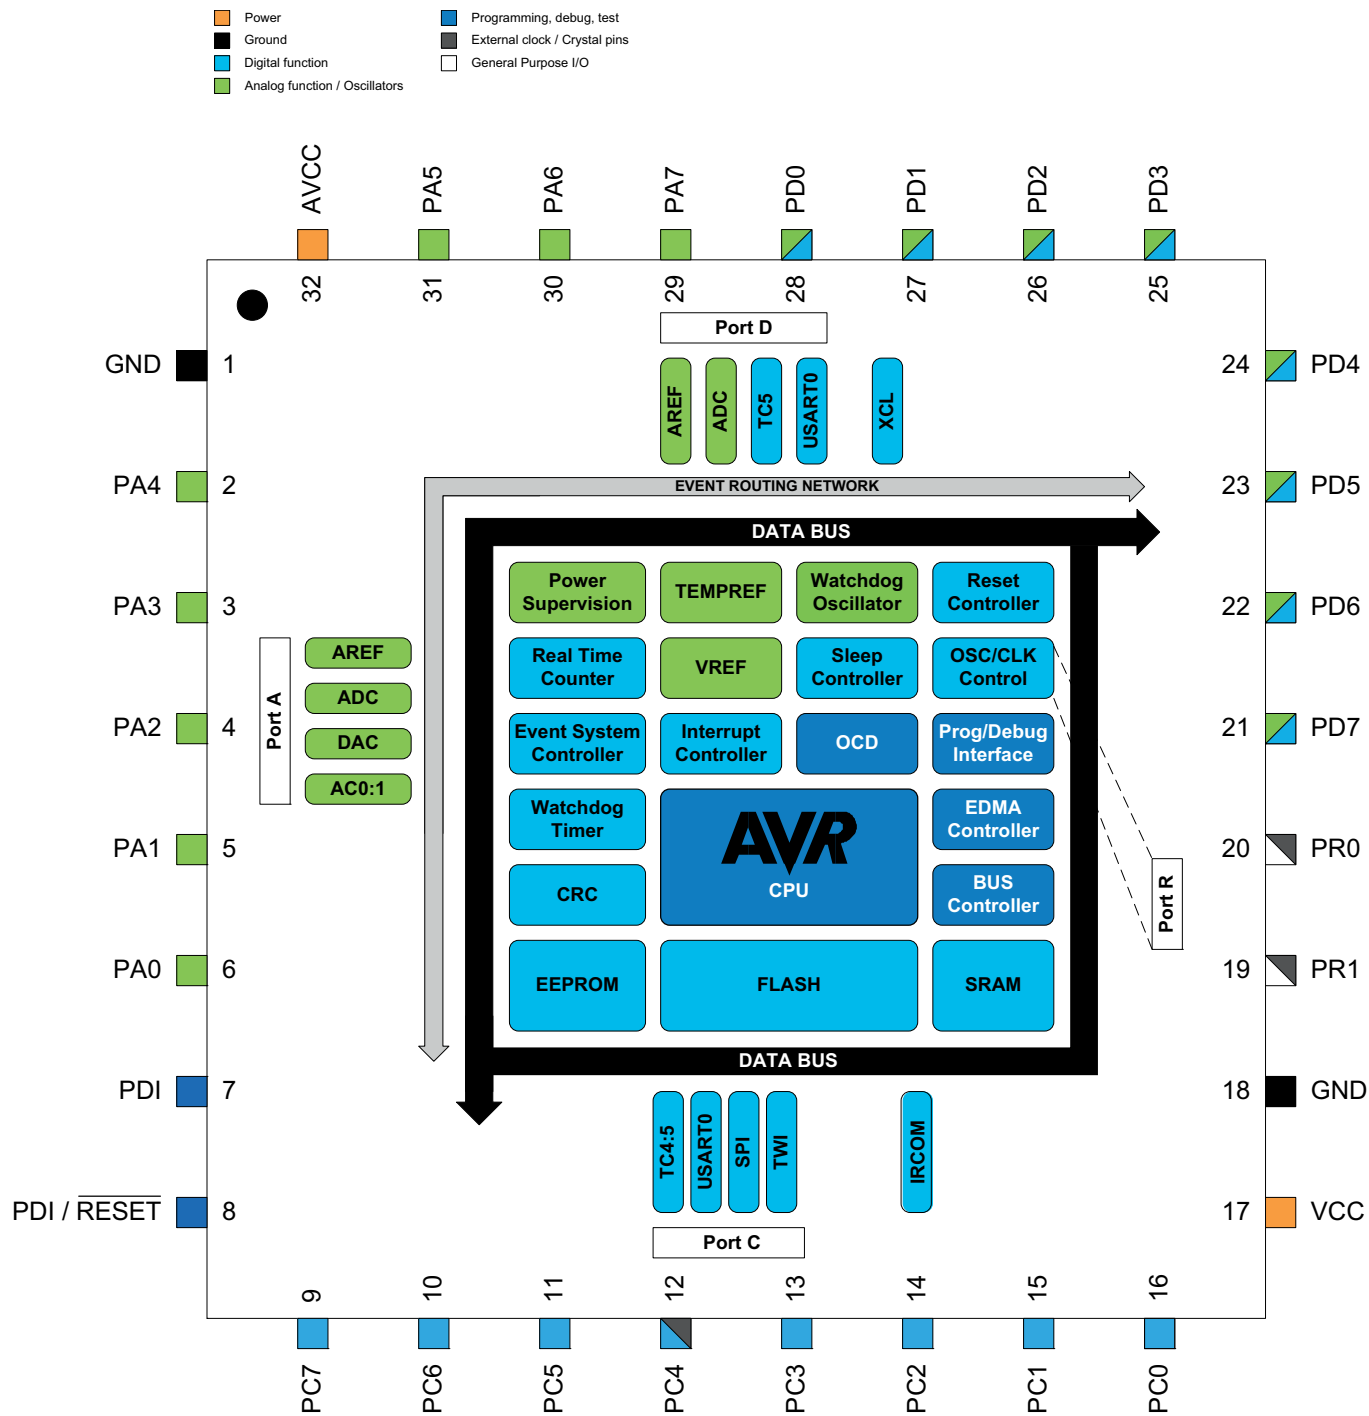 Power
Ground
Digital function
Analog function / Oscillators
Programming, debug, test
External clock / Crystal pins
General Purpose I/O
AVCC
PA5
PA6
PA7
PD0
PD1
PD2
PD3
32
31
30
29
28
27
26
25
GND
1
PA4
2
PA3
3
PA2
4
PA1
5
PA0
6
PDI
7
PDI / RESET
8
24
PD4
23
PD5
22
PD6
21
PD7
20
PR0
19
PR1
18
GND
17
VCC
Port D
AREF
ADC
TC5
USART0
XCL
EVENT ROUTING NETWORK
DATA BUS
Port A
AREF
ADC
DAC
AC0:1
Power
Supervision
TEMPREF
Watchdog
Oscillator
Reset
Controller
Real Time
Counter
VREF
Sleep
Controller
OSC/CLK
Control
Event System
Controller
Interrupt
Controller
OCD
Prog/Debug
Interface
Watchdog
Timer
AVR
CPU
EDMA
Controller
CRC
BUS
Controller
EEPROM
FLASH
SRAM
Port R
DATA BUS
TC4:5
USART0
SPI
TWI
IRCOM
Port C
9
10
11
12
13
14
15
16
PC7
PC6
PC5
PC4
PC3
PC2
PC1
PC0